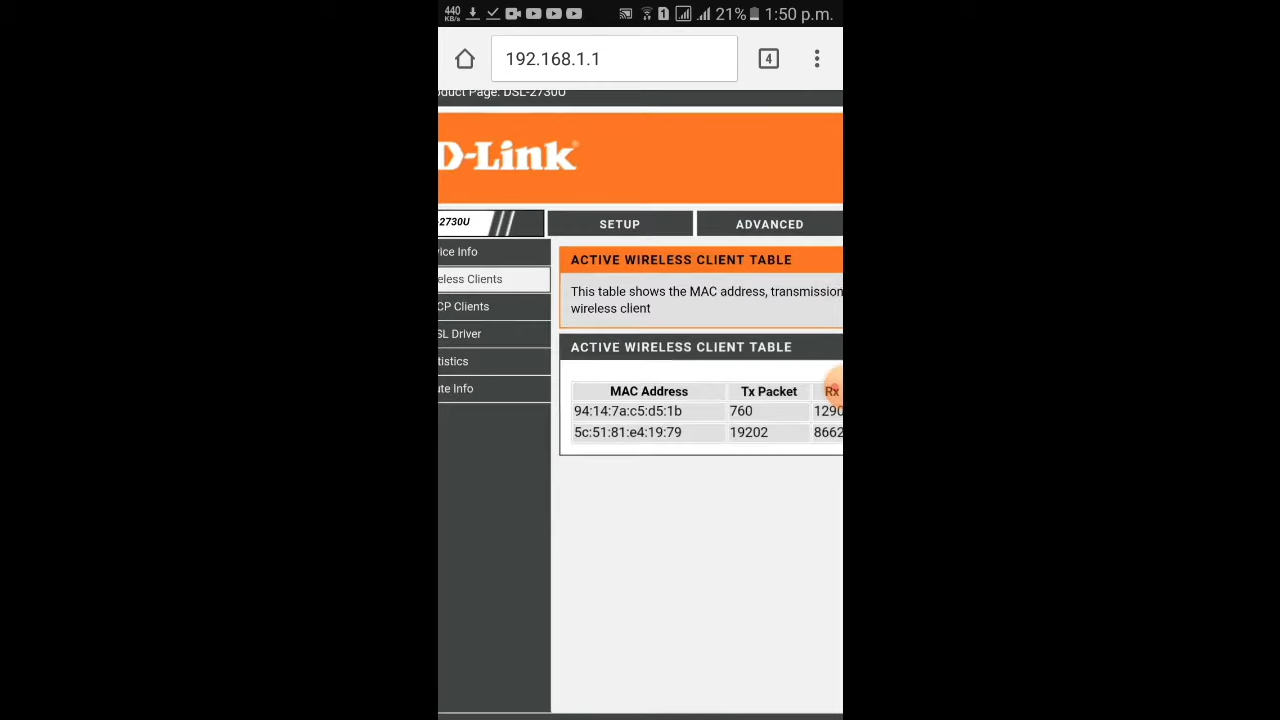 440
KB/s
1
21%
1:50 p.m.
192.168.1.1
4
oduct Page: DSL-2730U
D-Link
-2730U
SETUP
ADVANCED
vice Info
eless Clients
CP Clients
SL Driver
tistics
ute Info
ACTIVE WIRELESS CLIENT TABLE
This table shows the MAC address, transmission
wireless client
ACTIVE WIRELESS CLIENT TABLE
MAC Address Tx Packet Rx
94:14:7a:c5:d5:1b 760 1290
5c:51:81:e4:19:79 19202 8662